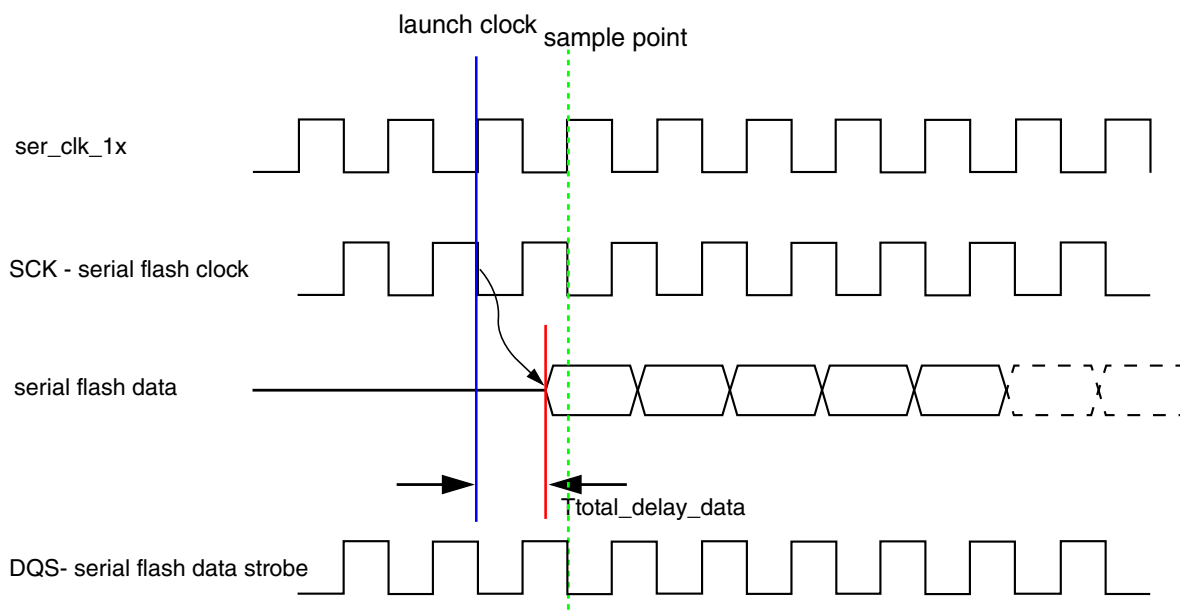 launch clock
sample point
ser_clk_1x
SCK - serial flash clock
serial flash data
Ttotal_delay_data
DQS- serial flash data strobe